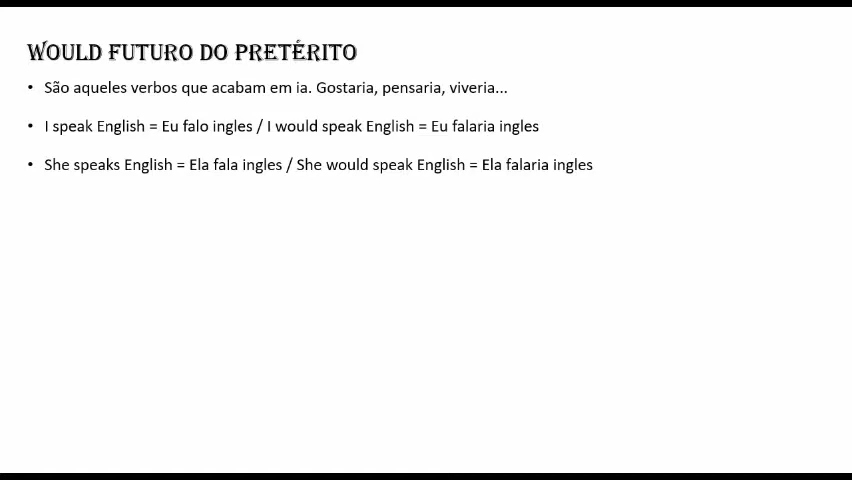 WOULD FUTURO DO PRETÉRITO
• São aqueles verbos que acabam em ia. Gostaria, pensaria, viveria...
• I speak English = Eu falo ingles / I would speak English = Eu falaria ingles
• She speaks English = Ela fala ingles / She would speak English = Ela falaria ingles